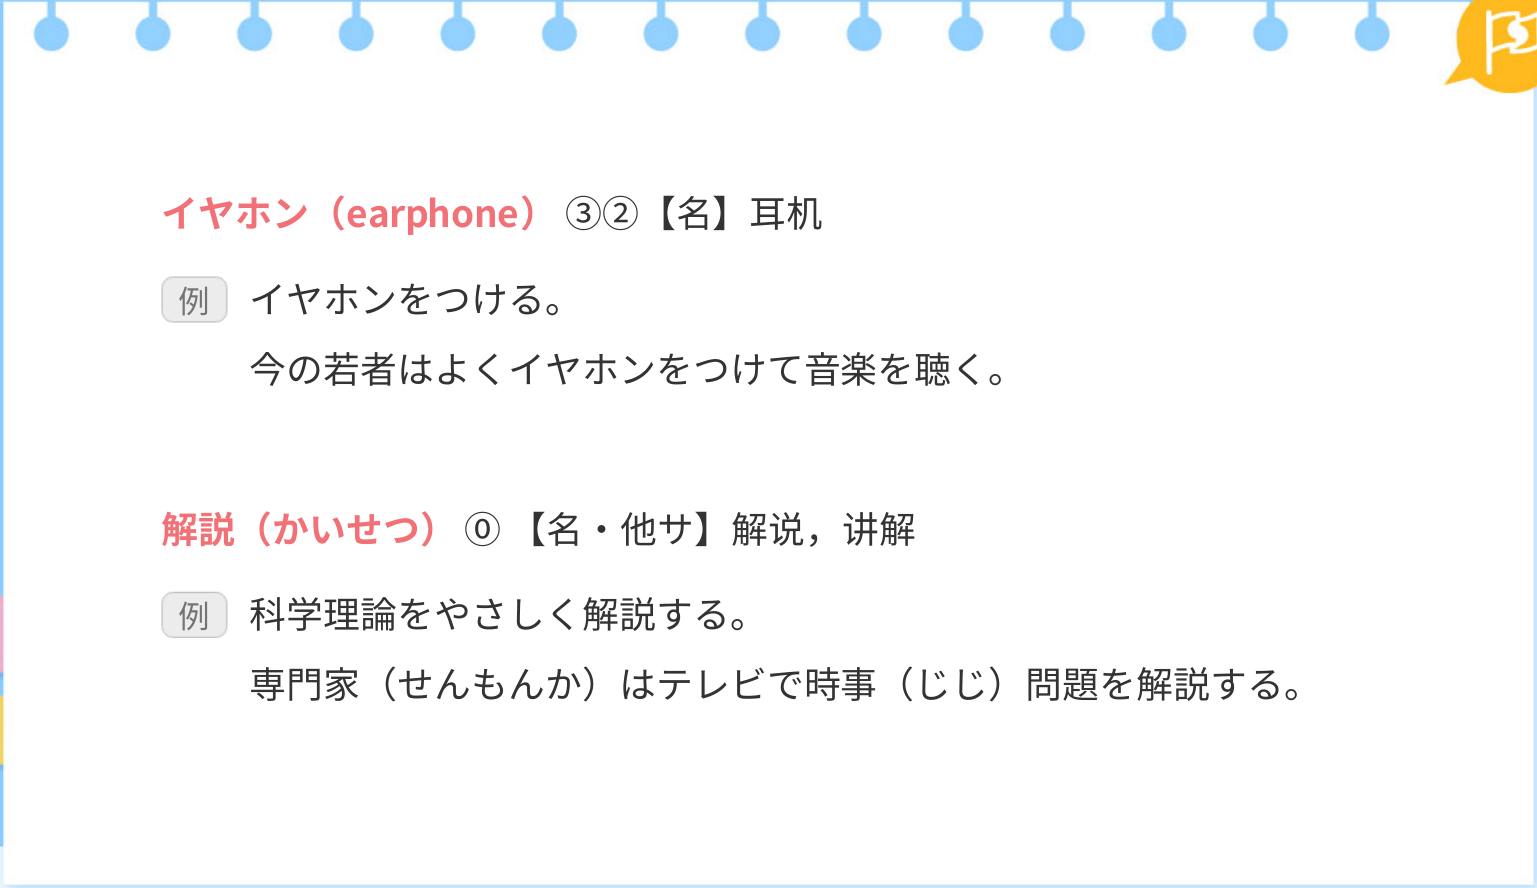 イヤホン（earphone） ③②【名】耳机
例 イヤホンをつける。
今の若者はよくイヤホンをつけて音楽を聴く。
解説（かいせつ） ⓪ 【名・他サ】解说，讲解
例 科学理論をやさしく解説する。
専門家（せんもんか）はテレビで時事（じじ）問題を解説する。